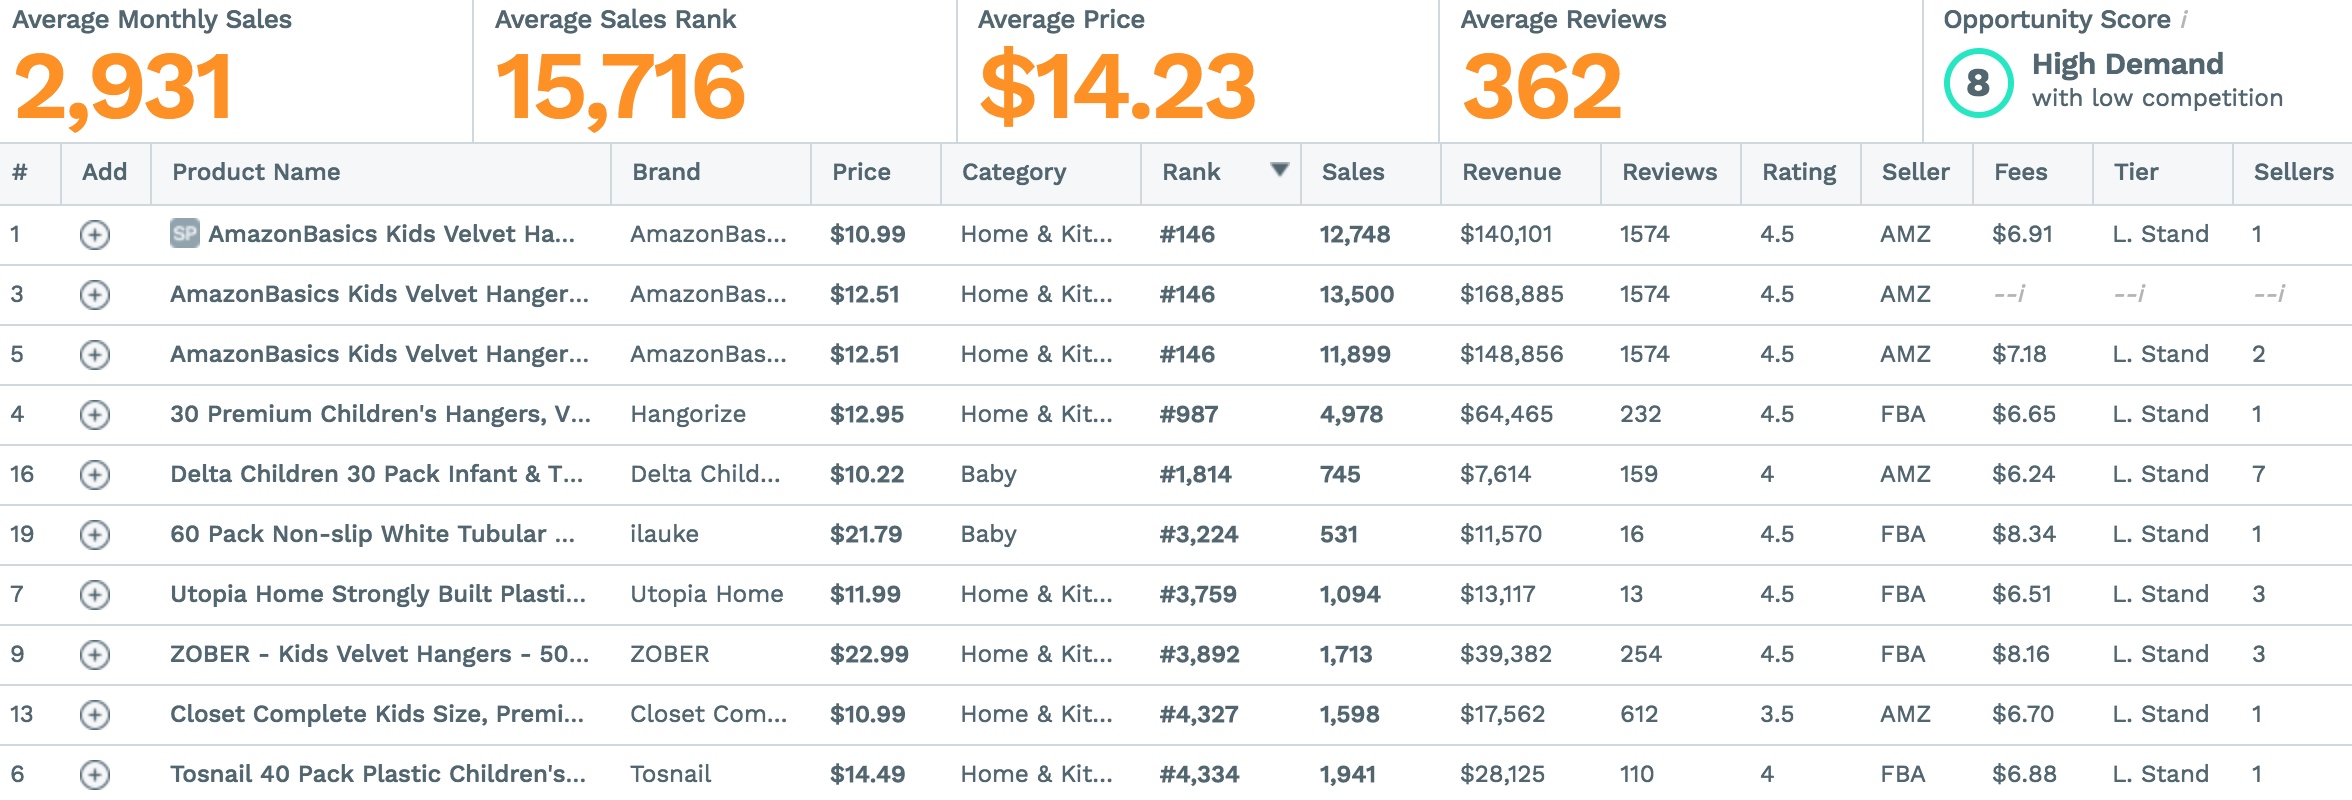 Average Monthly Sales Average Sales Rank Average Price Average Reviews Opportunity Score i
2,931 15,716 $14.23 362 8 High Demand
with low competition
# Add Product Name Brand Price Category Rank Sales Revenue Reviews Rating Seller Fees Tier Sellers
1 SP AmazonBasics Kids Velvet Ha... AmazonBas... $10.99 Home & Kit... #146 12,748 $140,101 1574 4.5 AMZ $6.91 L. Stand 1
3 AmazonBasics Kids Velvet Hanger... AmazonBas... $12.51 Home & Kit... #146 13,500 $168,885 1574 4.5 AMZ --i --i --i
5 AmazonBasics Kids Velvet Hanger... AmazonBas... $12.51 Home & Kit... #146 11,899 $148,856 1574 4.5 AMZ $7.18 L. Stand 2
4 30 Premium Children's Hangers, V... Hangorize $12.95 Home & Kit... #987 4,978 $64,465 232 4.5 FBA $6.65 L. Stand 1
16 Delta Children 30 Pack Infant & T... Delta Child... $10.22 Baby #1,814 745 $7,614 159 4 AMZ $6.24 L. Stand 7
19 60 Pack Non-slip White Tubular ... ilauke $21.79 Baby #3,224 531 $11,570 16 4.5 FBA $8.34 L. Stand 1
7 Utopia Home Strongly Built Plasti... Utopia Home $11.99 Home & Kit... #3,759 1,094 $13,117 13 4.5 FBA $6.51 L. Stand 3
9 ZOBER - Kids Velvet Hangers - 50... ZOBER $22.99 Home & Kit... #3,892 1,713 $39,382 254 4.5 FBA $8.16 L. Stand 3
13 Closet Complete Kids Size, Premi... Closet Com... $10.99 Home & Kit... #4,327 1,598 $17,562 612 3.5 AMZ $6.70 L. Stand 1
6 Tosnail 40 Pack Plastic Children's... Tosnail $14.49 Home & Kit... #4,334 1,941 $28,125 110 4 FBA $6.88 L. Stand 1